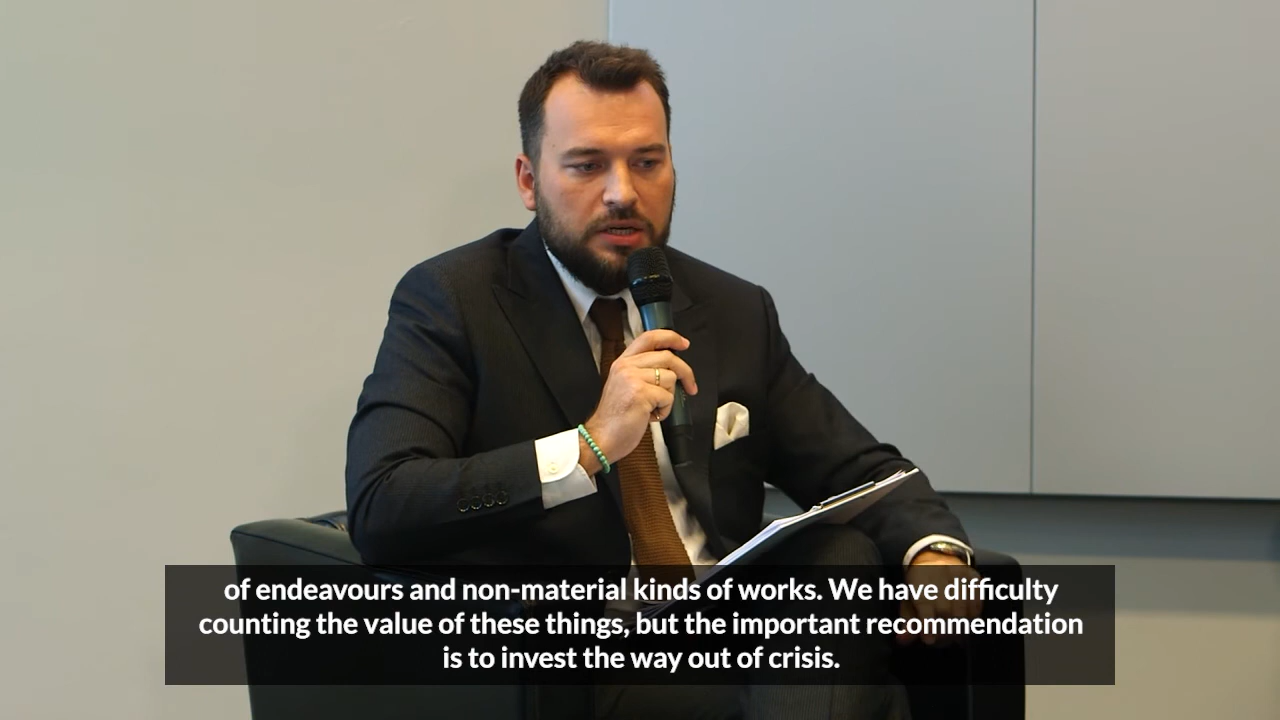 of endeavours and non-material kinds of works. We have difficulty
counting the value of these things, but the important recommendation
is to invest the way out of crisis.